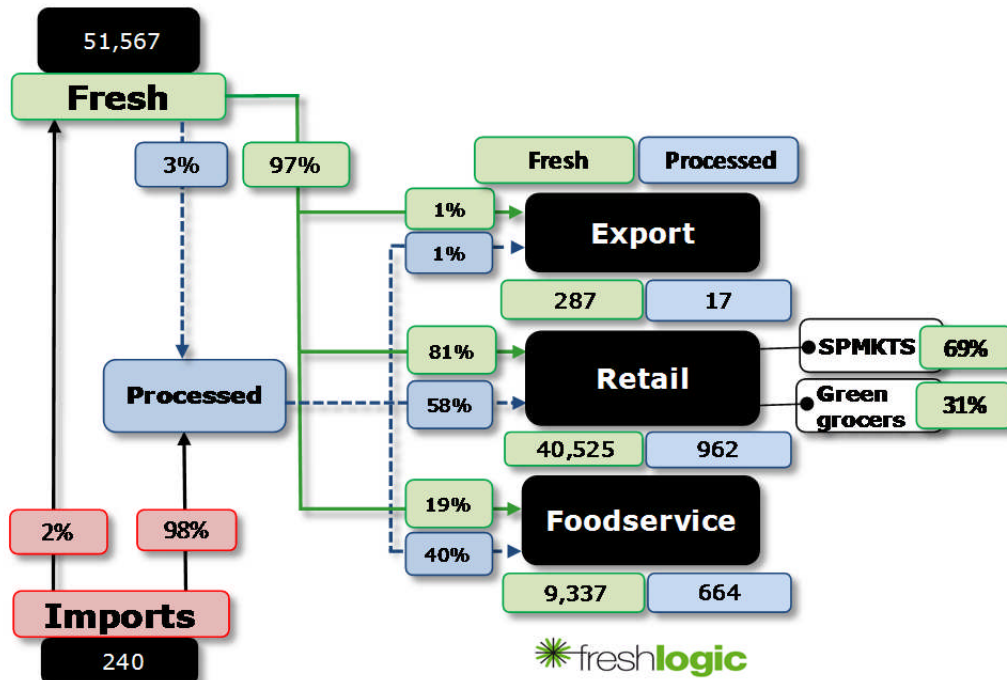 51,567
Fresh
3%
97%
Fresh
Processed
1%
Export
1%
287
17
81%
Retail
SPMKTS
69%
Processed
58%
Green
grocers
31%
40,525
962
2%
98%
19%
Foodservice
40%
9,337
664
Imports
240
freshlogic